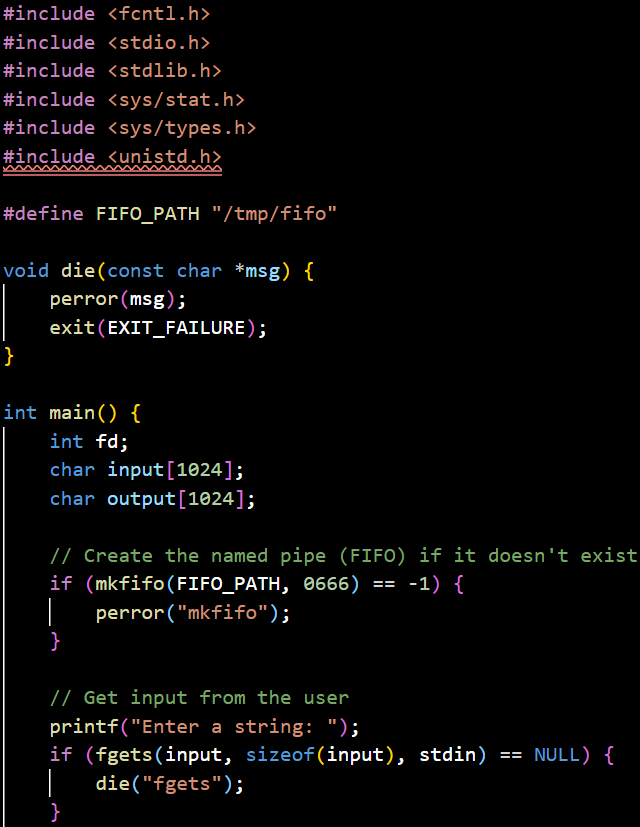 #include <fcntl.h>
#include <stdio.h>
#include <stdlib.h>
#include <sys/stat.h>
#include <sys/types.h>
#include <unistd.h>

#define FIFO_PATH "/tmp/fifo"

void die(const char *msg) {
    perror(msg);
    exit(EXIT_FAILURE);
}

int main() {
    int fd;
    char input[1024];
    char output[1024];

    // Create the named pipe (FIFO) if it doesn't exist
    if (mkfifo(FIFO_PATH, 0666) == -1) {
        perror("mkfifo");
    }

    // Get input from the user
    printf("Enter a string: ");
    if (fgets(input, sizeof(input), stdin) == NULL) {
        die("fgets");
    }